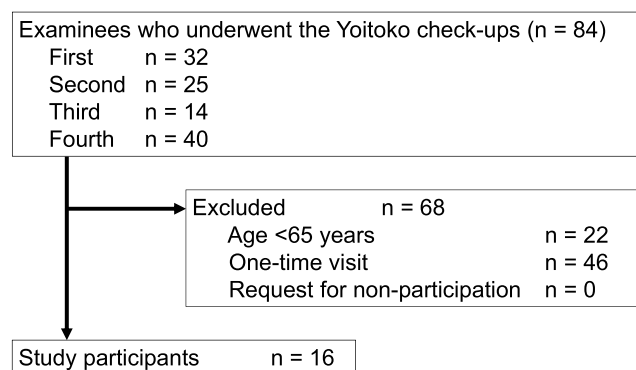 Examinees who underwent the Yoitoko check-ups (n = 84)
First n = 32
Second n = 25
Third n = 14
Fourth n = 40
Excluded n = 68
Age <65 years n = 22
One-time visit n = 46
Request for non-participation n = 0
Study participants n = 16